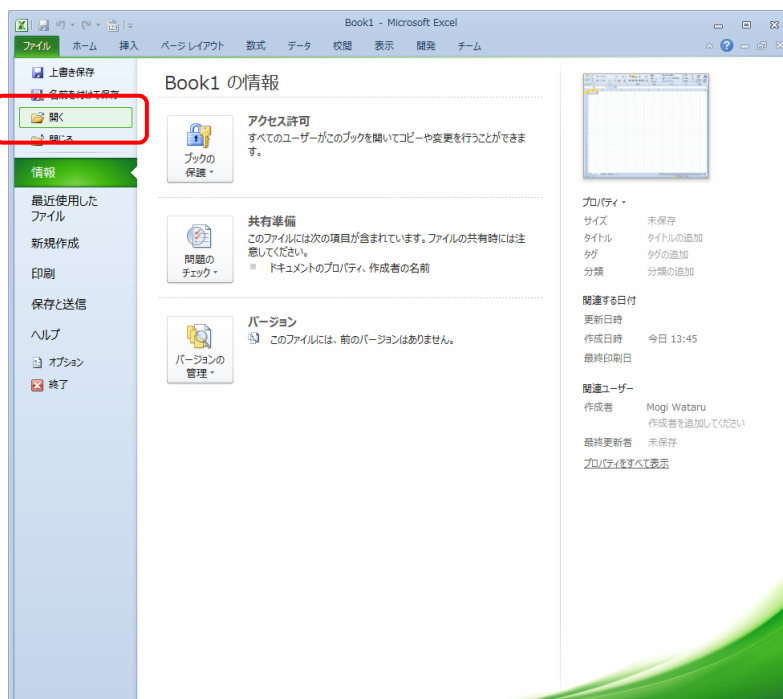 Book1 - Microsoft Excel
ファイル ホーム 挿入 ページ レイアウト 数式 データ 校閲 表示 開発 チーム
上書き保存
名前を付けて保存
開く
閉じる
情報
最近使用した
ファイル
新規作成
印刷
保存と送信
ヘルプ
オプション
終了
Book1 の情報
ブックの
保護
アクセス許可
すべてのユーザーがこのブックを開いてコピーや変更を行うことができま
す。
問題の
チェック
共有準備
このファイルには次の項目が含まれています。ファイルの共有時には注
意してください。
ドキュメントのプロパティ、作成者の名前
バージョンの
管理
バージョン
このファイルには、前のバージョンはありません。
プロパティ
サイズ 未保存
タイトル タイトルの追加
タグ タグの追加
分類 分類の追加
関連する日付
更新日時
作成日時 今日 13:45
最終印刷日
関連ユーザー
作成者 Mogi Wataru
作成者を追加してください
最終更新者 未保存
プロパティをすべて表示